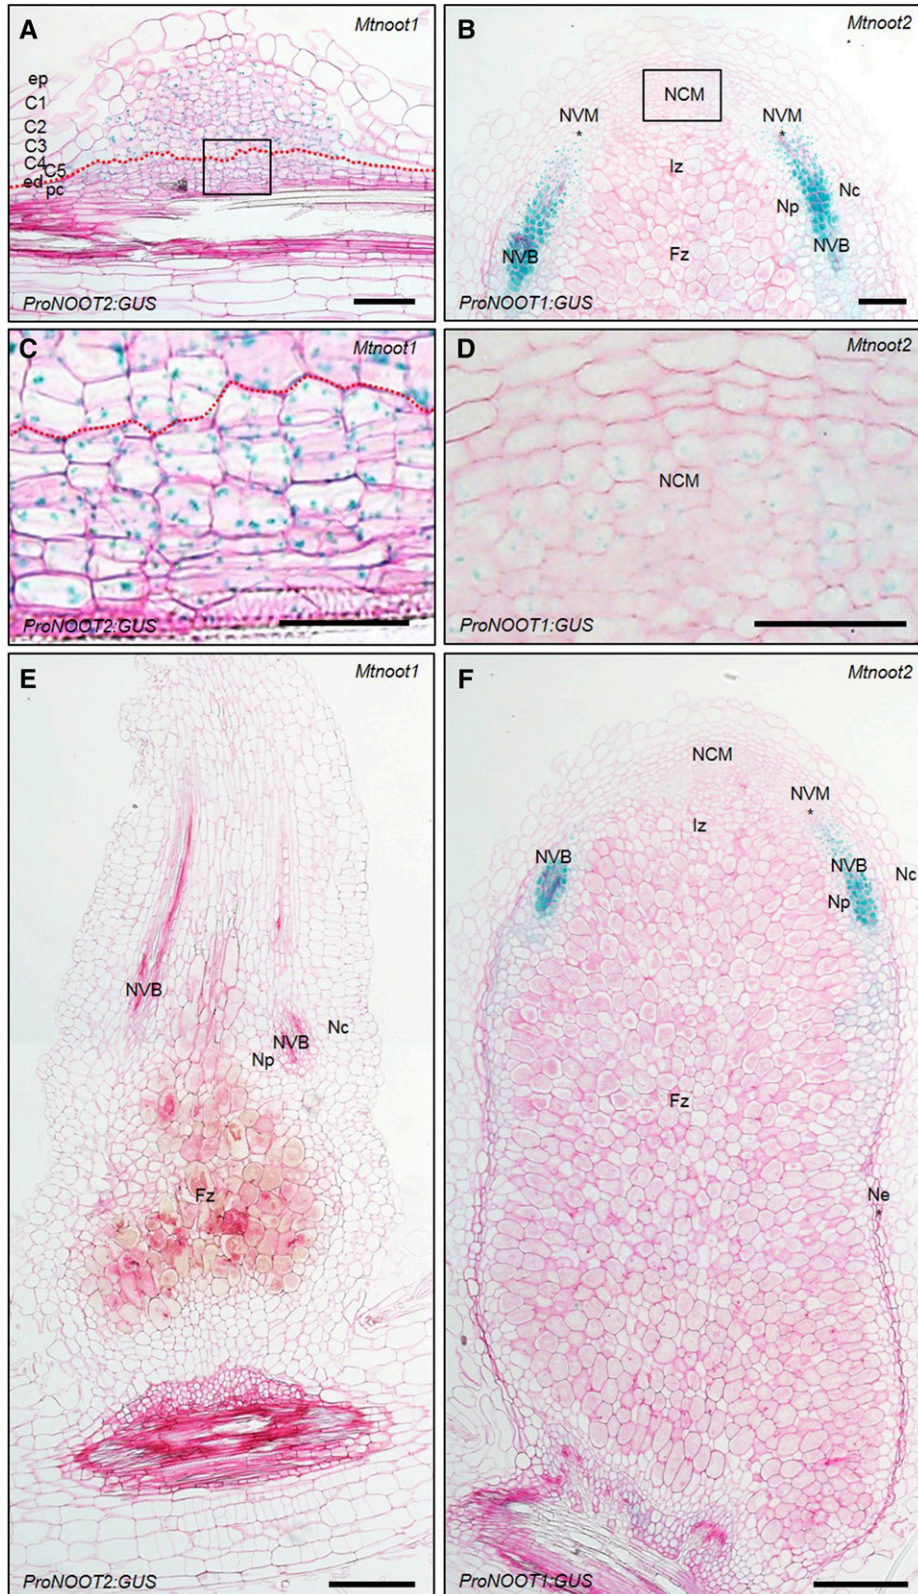 A
Mtnoot1
ep
C1
C2
C3
C4
C5
ed
pc
ProNOOT2:GUS
B
Mtnoot2
NCM
NVM
*
NVM
*
Iz
Nc
Np
NVB
NVB
Fz
ProNOOT1:GUS
C
Mtnoot1
ProNOOT2:GUS
D
Mtnoot2
NCM
ProNOOT1:GUS
E
Mtnoot1
NVB
Nc
NVB
Np
Fz
ProNOOT2:GUS
F
Mtnoot2
NCM
NVM
*
Iz
NVB
NVB
Nc
Np
Fz
Ne
*
ProNOOT1:GUS